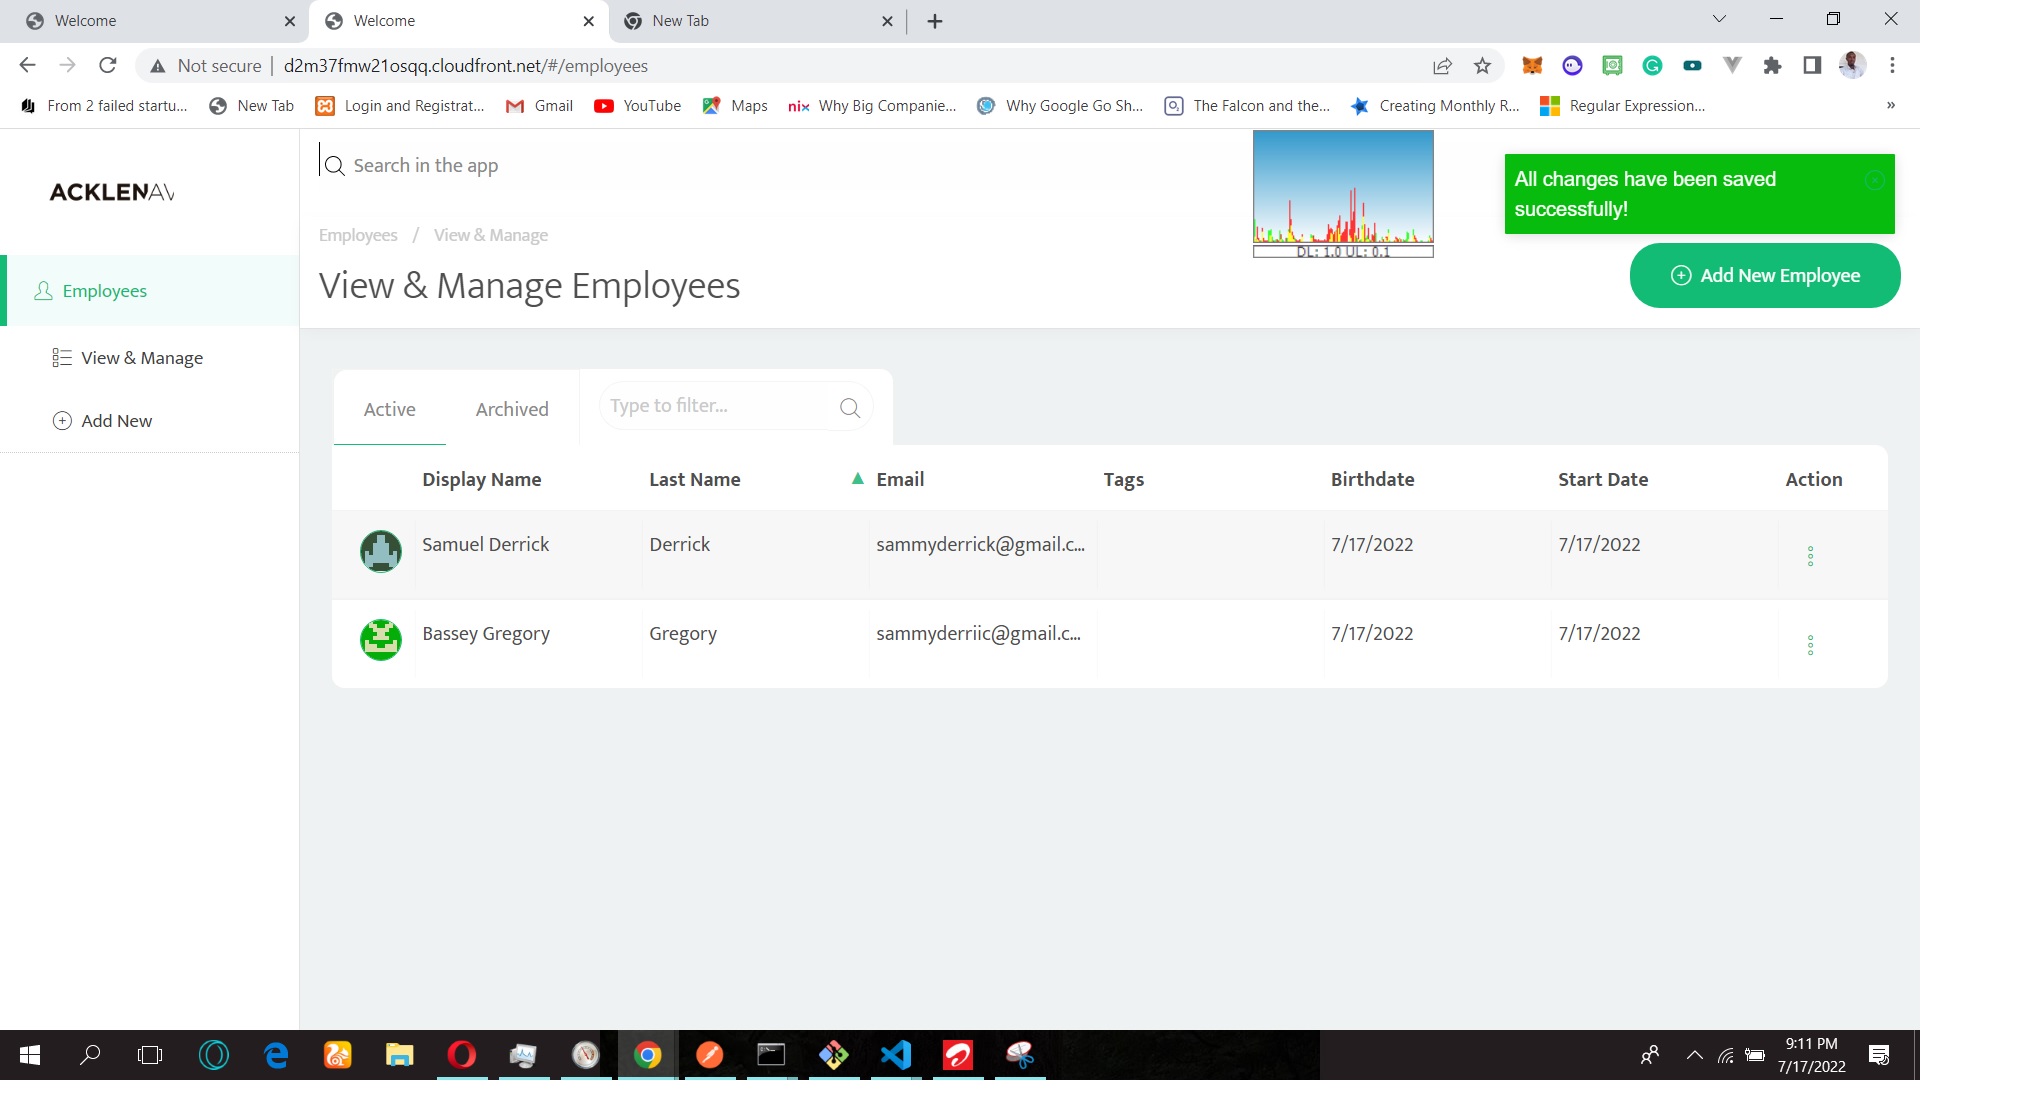 Welcome
Welcome
New Tab
Not secure
d2m37fmw21osqq.cloudfront.net/#/employees
From 2 failed startu...
New Tab
Login and Registrat...
Gmail
YouTube
Maps
nix
Why Big Companie...
Why Google Go Sh...
The Falcon and the...
Creating Monthly R...
Regular Expression...
»
ACKLENAV
Search in the app
DL: 1.0 UL: 0.1
All changes have been saved
successfully!
Employees / View & Manage
View & Manage Employees
Add New Employee
Employees
View & Manage
Add New
Active
Archived
Type to filter...
Display Name
Last Name
Email
Tags
Birthdate
Start Date
Action
Samuel Derrick
Derrick
sammyderrick@gmail.c...
7/17/2022
7/17/2022
Bassey Gregory
Gregory
sammyderriic@gmail.c...
7/17/2022
7/17/2022
9:11 PM
7/17/2022